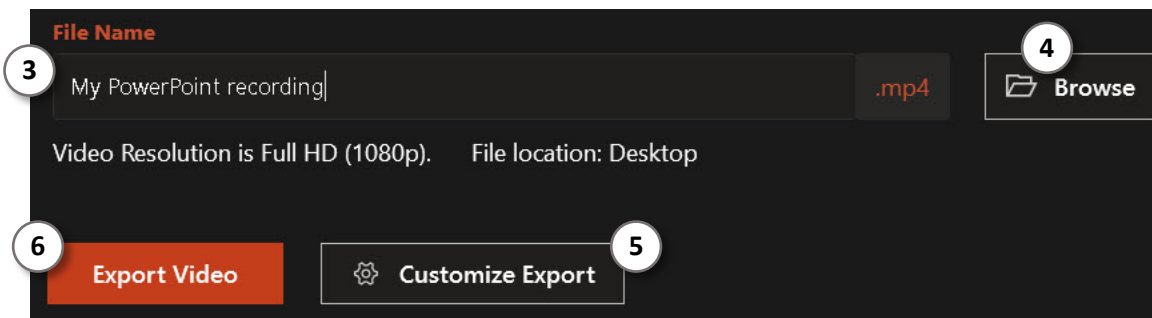 File Name
3
4
My PowerPoint recording
.mp4
Browse
Video Resolution is Full HD (1080p). File location: Desktop
6
5
Export Video
Customize Export